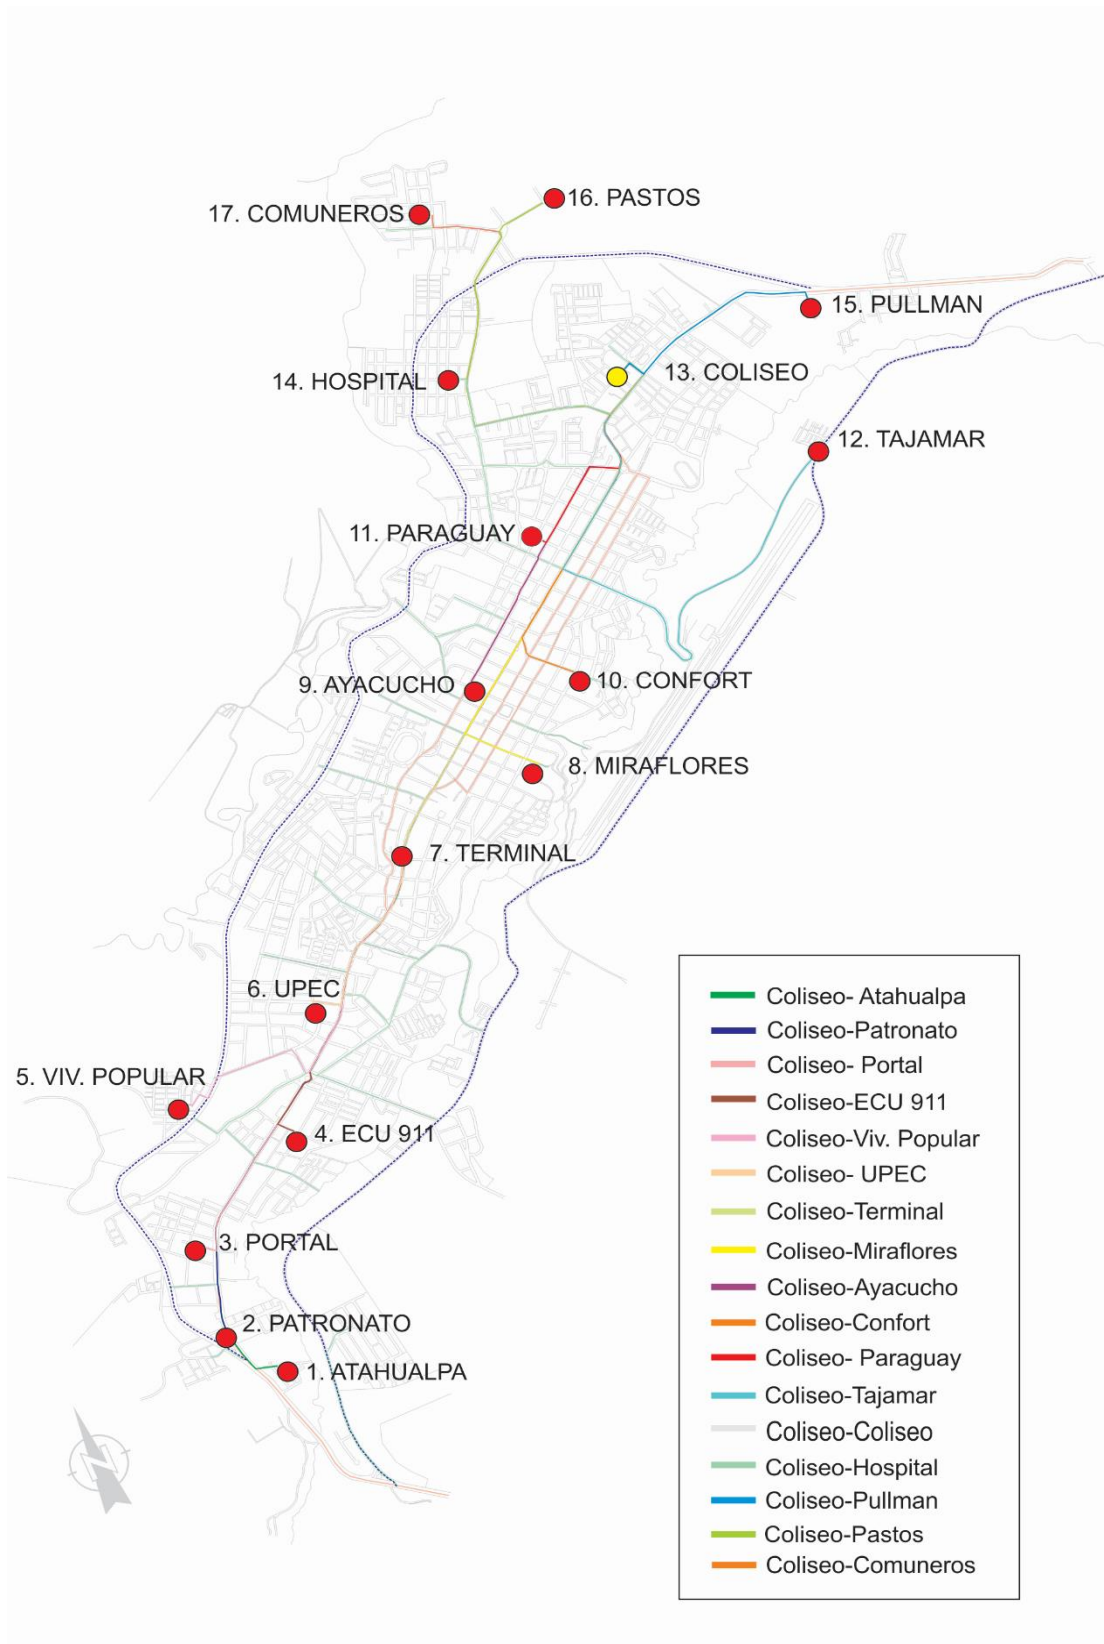 16. PASTOS
17. COMUNEROS
15. PULLMAN
14. HOSPITAL
13. COLISEO
12. TAJAMAR
11. PARAGUAY
10. CONFORT
9. AYACUCHO
8. MIRAFLORES
7. TERMINAL
6. UPEC
5. VIV. POPULAR
4. ECU 911
3. PORTAL
2. PATRONATO
1. ATAHUALPA
Coliseo- Atahualpa
Coliseo-Patronato
Coliseo- Portal
Coliseo-ECU 911
Coliseo-Viv. Popular
Coliseo- UPEC
Coliseo-Terminal
Coliseo-Miraflores
Coliseo-Ayacucho
Coliseo-Confort
Coliseo- Paraguay
Coliseo-Tajamar
Coliseo-Coliseo
Coliseo-Hospital
Coliseo-Pullman
Coliseo-Pastos
Coliseo-Comuneros